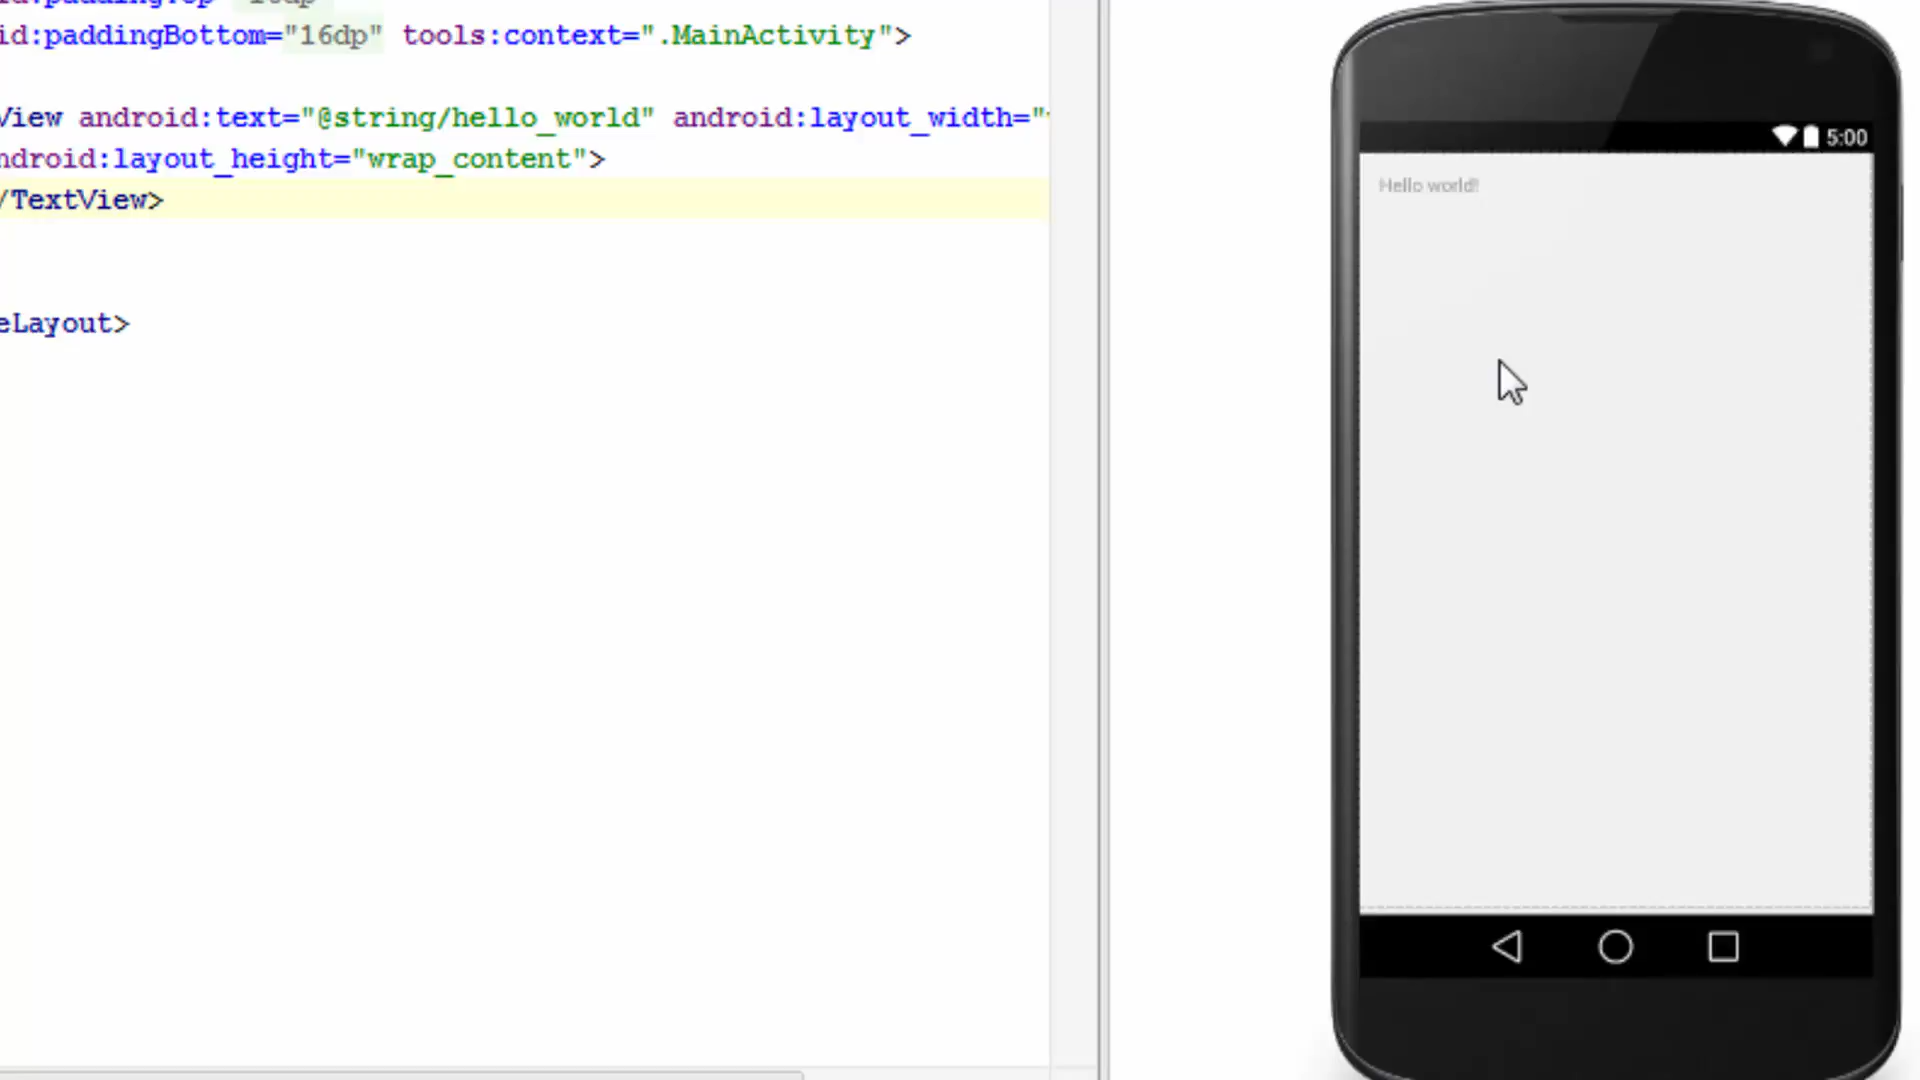 id:paddingBottom="16dp" tools:context=".MainActivity">
View android:text="@string/hello_world" android:layout_width="
ndroid:layout_height="wrap_content">
/TextView>
eLayout>
5:00
Hello world!